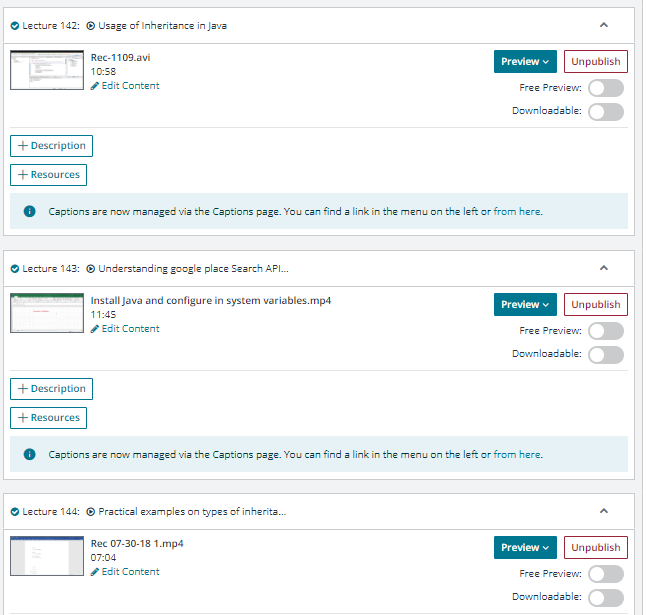 Lecture 142: Usage of Inheritance in Java
Rec-1109.avi
10:58
Edit Content
Preview
Unpublish
Free Preview:
Downloadable:
+ Description
+ Resources
Captions are now managed via the Captions page. You can find a link in the menu on the left or from here.
Lecture 143: Understanding google place Search API...
Install Java and configure in system variables.mp4
11:45
Edit Content
Preview
Unpublish
Free Preview:
Downloadable:
+ Description
+ Resources
Captions are now managed via the Captions page. You can find a link in the menu on the left or from here.
Lecture 144: Practical examples on types of inherita...
Rec 07-30-18 1.mp4
07:04
Edit Content
Preview
Unpublish
Free Preview:
Downloadable: